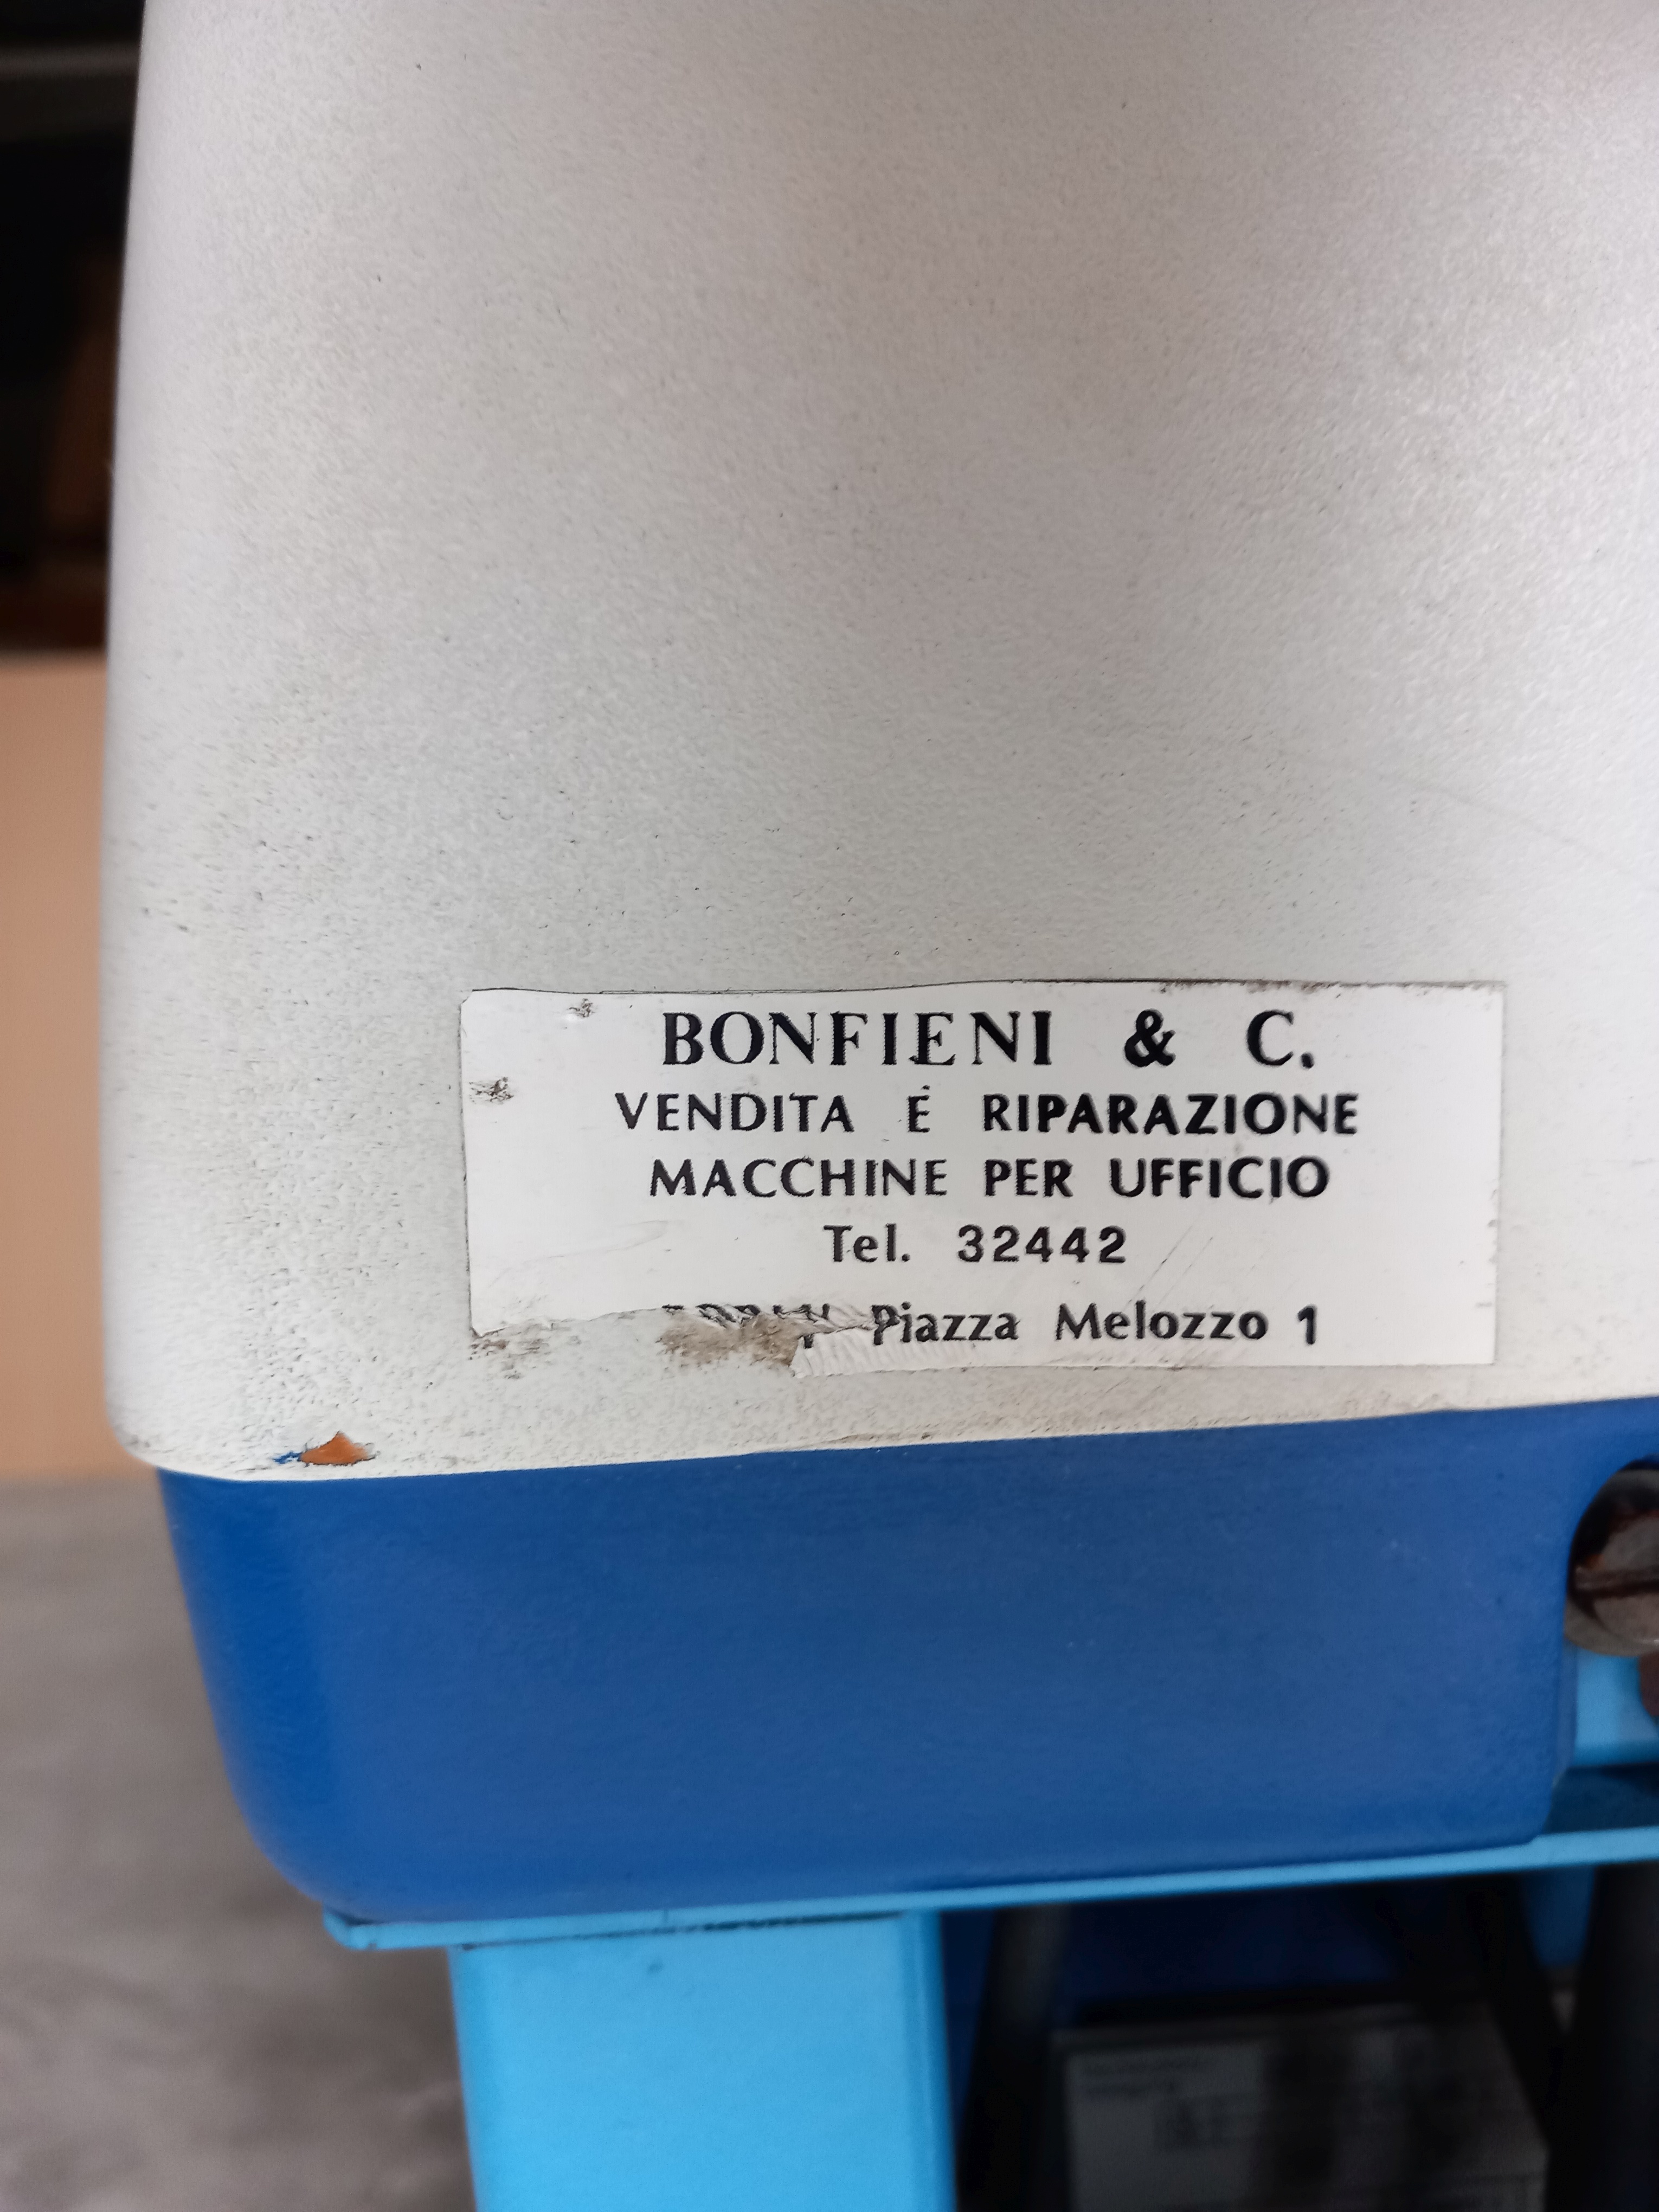 BONFIENI & C.
VENDITA E RIPARAZIONE
MACCHINE PER UFFICIO
Tel. 32442
Piazza Melozzo 1